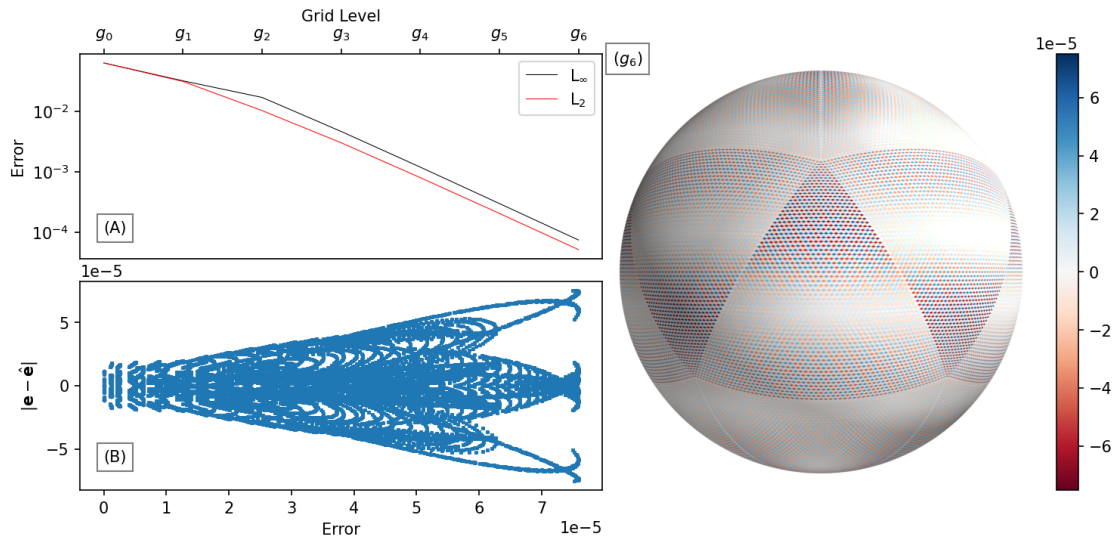 Grid Level
g₀ g₁ g₂ g₃ g₄ g₅ g₆
10⁻²
10⁻³
10⁻⁴
Error
L∞
L₂
(A)
1e−5
5
0
−5
|e − ê|
(B)
0 1 2 3 4 5 6 7
Error
1e−5
(g₆)
1e−5
6
4
2
0
−2
−4
−6